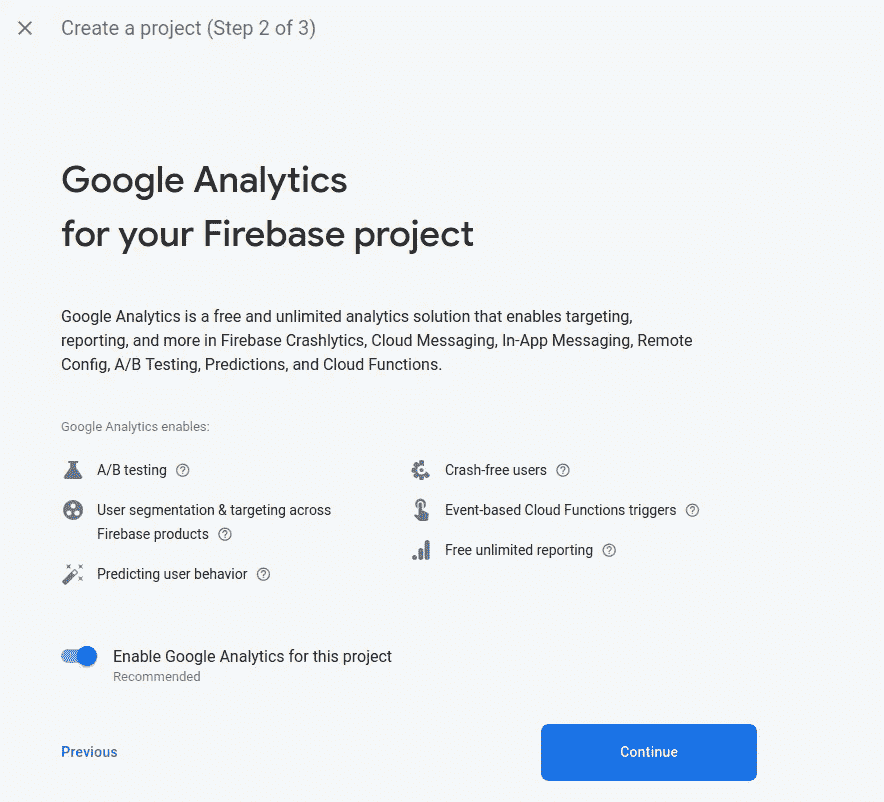 Create a project (Step 2 of 3)
Google Analytics
for your Firebase project
Google Analytics is a free and unlimited analytics solution that enables targeting,
reporting, and more in Firebase Crashlytics, Cloud Messaging, In-App Messaging, Remote
Config, A/B Testing, Predictions, and Cloud Functions.
Google Analytics enables:
A/B testing
User segmentation & targeting across
Firebase products
Predicting user behavior
Crash-free users
Event-based Cloud Functions triggers
Free unlimited reporting
Enable Google Analytics for this project
Recommended
Previous
Continue